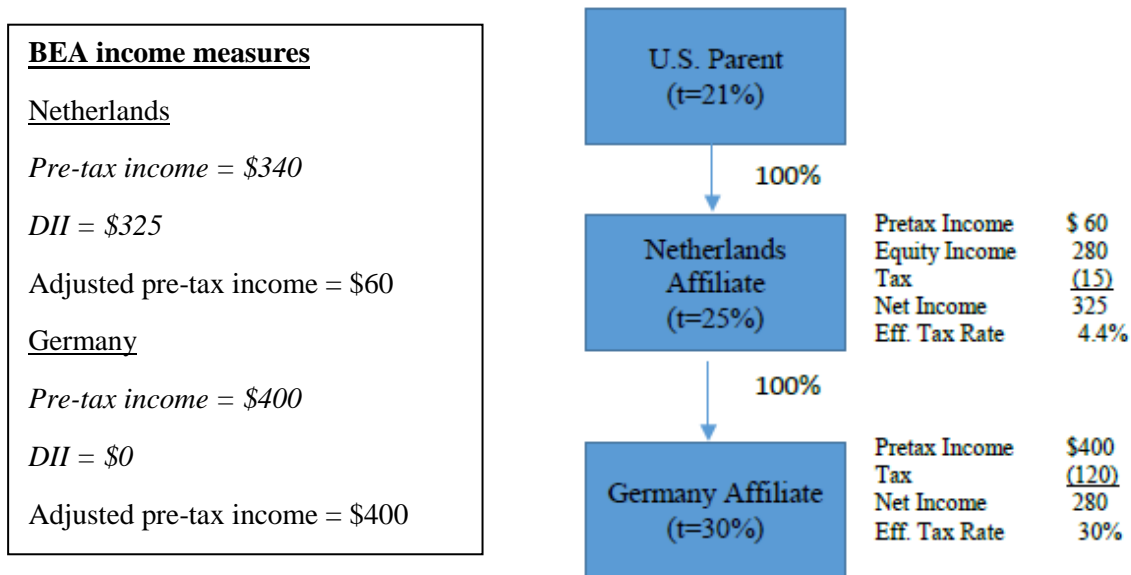 BEA income measures
Netherlands
Pre-tax income = $340
DII = $325
Adjusted pre-tax income = $60
Germany
Pre-tax income = $400
DII = $0
Adjusted pre-tax income = $400
U.S. Parent
(t=21%)
100%
Netherlands
Affiliate
(t=25%)
Pretax Income $ 60
Equity Income 280
Tax (15)
Net Income 325
Eff. Tax Rate 4.4%
100%
Germany Affiliate
(t=30%)
Pretax Income $400
Tax (120)
Net Income 280
Eff. Tax Rate 30%